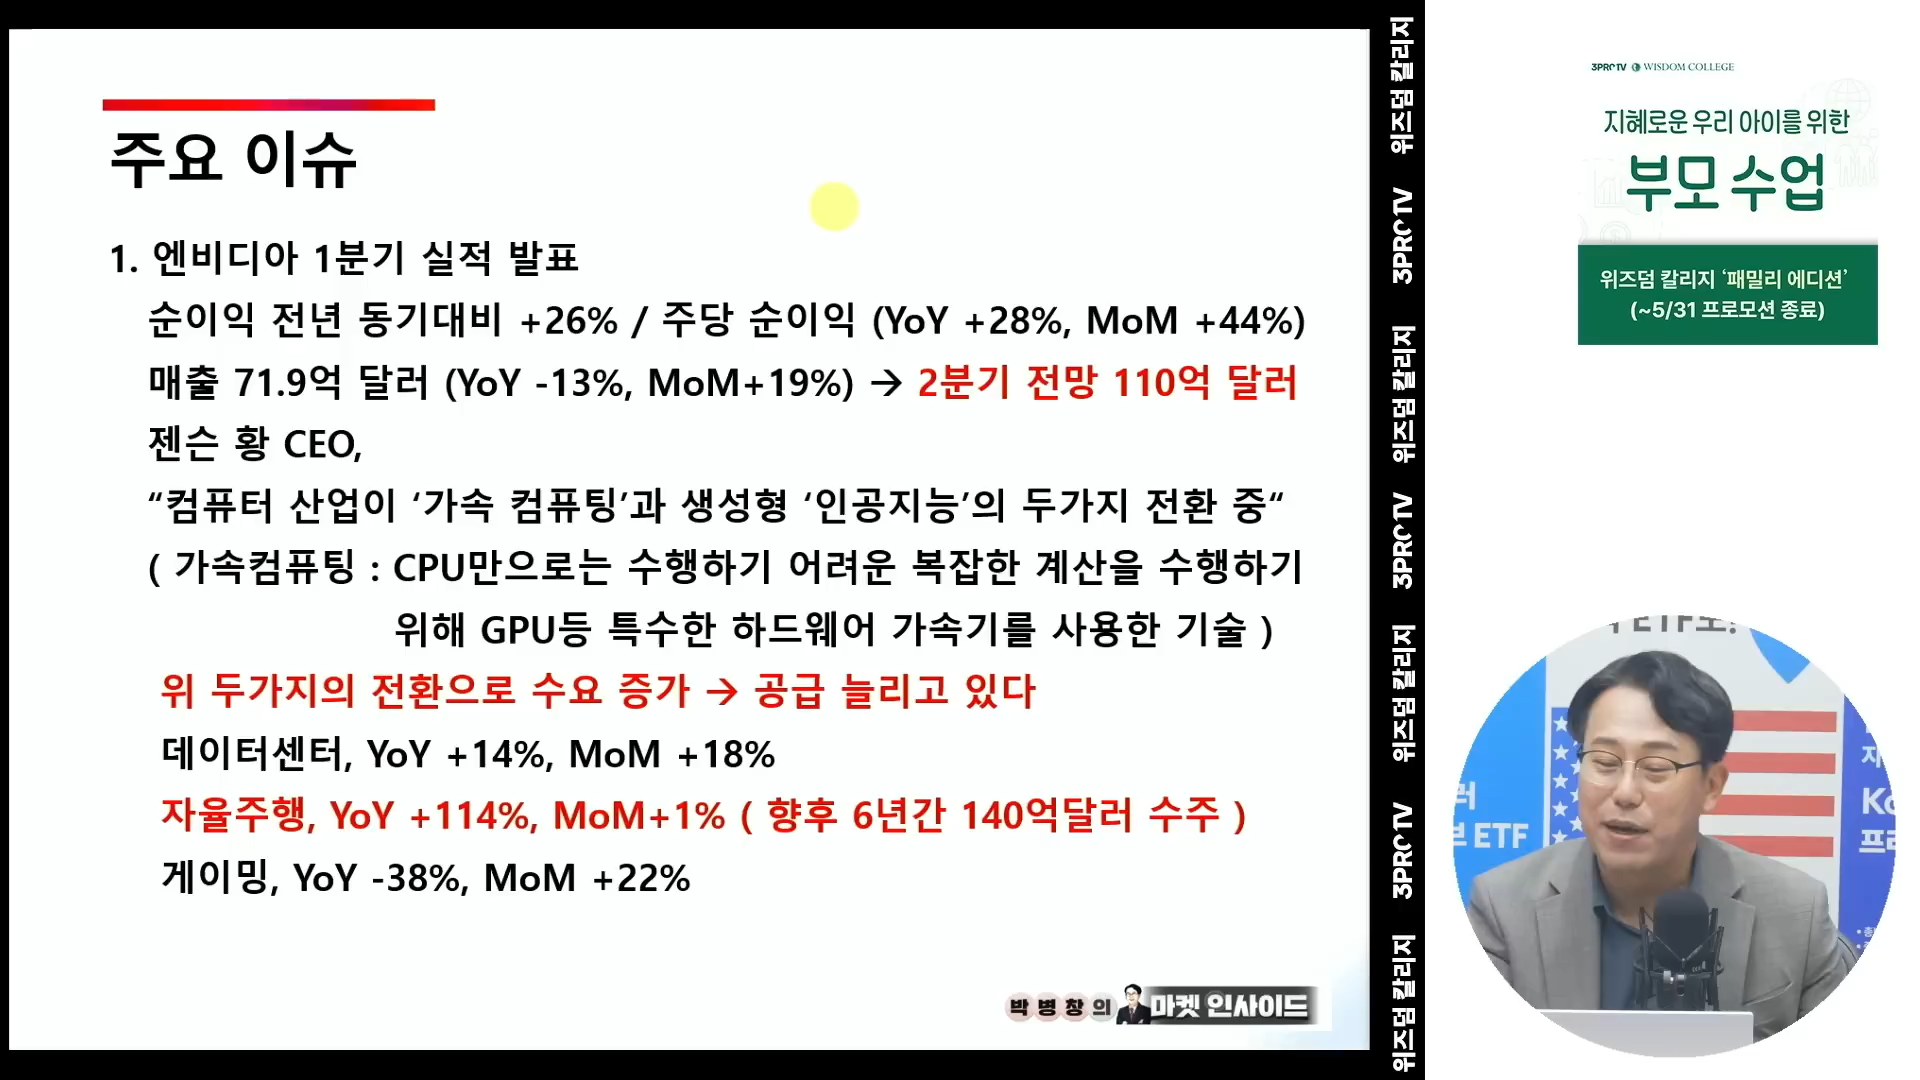 주요 이슈
1. 엔비디아 1분기 실적 발표
순이익 전년 동기대비 +26% / 주당 순이익 (YoY +28%, MoM +44%)
매출 71.9억 달러 (YoY -13%, MoM+19%) → 2분기 전망 110억 달러
젠슨 황 CEO,
“컴퓨터 산업이 ‘가속 컴퓨팅’과 생성형 ‘인공지능’의 두가지 전환 중“
( 가속컴퓨팅 : CPU만으로는 수행하기 어려운 복잡한 계산을 수행하기
위해 GPU등 특수한 하드웨어 가속기를 사용한 기술 )
위 두가지의 전환으로 수요 증가 → 공급 늘리고 있다
데이터센터, YoY +14%, MoM +18%
자율주행, YoY +114%, MoM+1% ( 향후 6년간 140억달러 수주 )
게이밍, YoY -38%, MoM +22%
박병창의 마켓 인사이드
위즈덤 칼리지
3PROTV
위즈덤 칼리지
3PROTV
위즈덤 칼리지
3PROTV
위즈덤 칼리지
3PROTV WISDOM COLLEGE
지혜로운 우리 아이를 위한
부모 수업
위즈덤 칼리지 ‘패밀리 에디션’
(~5/31 프로모션 종료)
ETF